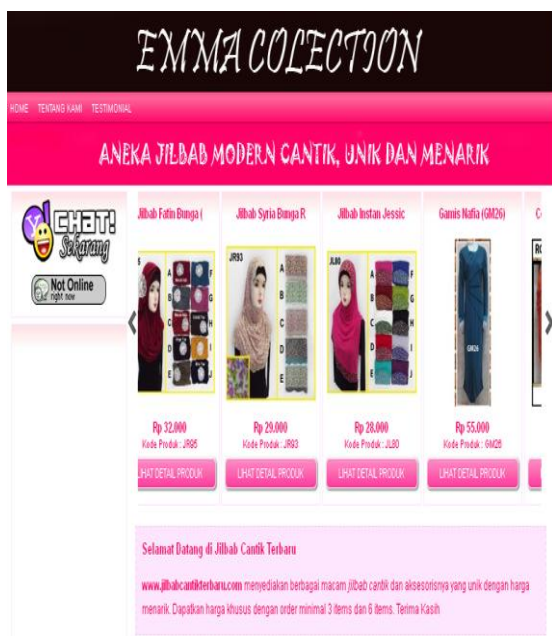 EMMA COLECTION
HOME TENTANG KAMI TESTIMONIAL
ANEKA JILBAB MODERN CANTIK, UNIK DAN MENARIK
CHAT!
Sekarang
Not Online
right now
Jilbab Fatin Bunga ( Jilbab Syria Bunga R Jilbab Instan Jessic Gamis Nafia (GM26)
JR93
JL80
A F
B G
C H
D I
E J
A
B
C
D
E
A F
B G
C H
D I
E J
GM26
Rp 32.000 Rp 29.000 Rp 28.000 Rp 55.000
Kode Produk : JR95 Kode Produk : JR93 Kode Produk : JL80 Kode Produk : GM26
LIHAT DETAIL PRODUK LIHAT DETAIL PRODUK LIHAT DETAIL PRODUK LIHAT DETAIL PRODUK
Selamat Datang di Jilbab Cantik Terbaru
www.jilbabcantikterbaru.com menyediakan berbagai macam jilbab cantik dan aksesorisnya yang unik dengan harga
menarik. Dapatkan harga khusus dengan order minimal 3 items dan 6 items. Terima Kasih